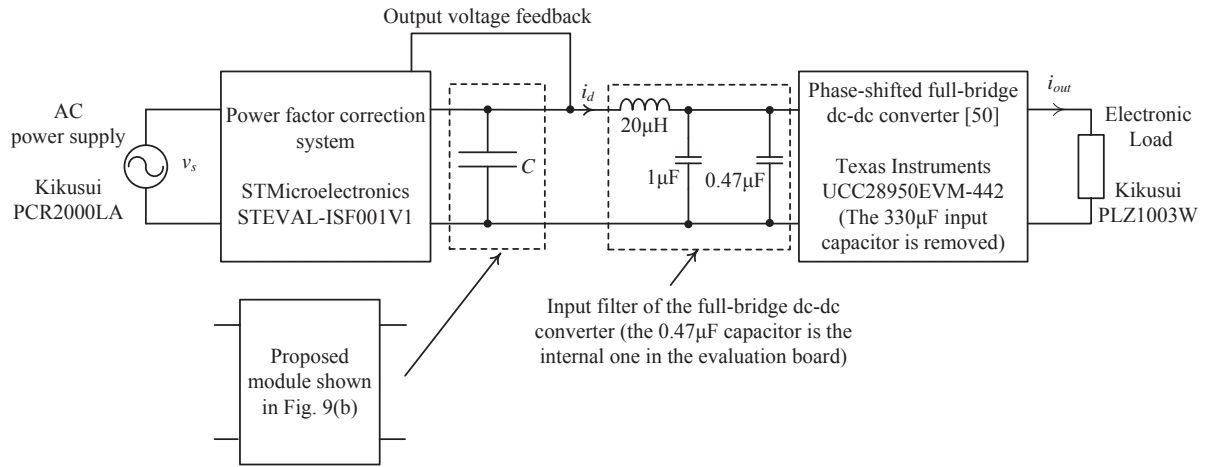 Output voltage feedback
AC
power supply
Kikusui
PCR2000LA
vs
Power factor correction
system
STMicroelectronics
STEVAL-ISF001V1
C
id
20μH
1μF
0.47μF
Phase-shifted full-bridge
dc-dc converter [50]
Texas Instruments
UCC28950EVM-442
(The 330μF input
capacitor is removed)
iout
Electronic
Load
Kikusui
PLZ1003W
Proposed
module shown
in Fig. 9(b)
Input filter of the full-bridge dc-dc
converter (the 0.47μF capacitor is the
internal one in the evaluation board)